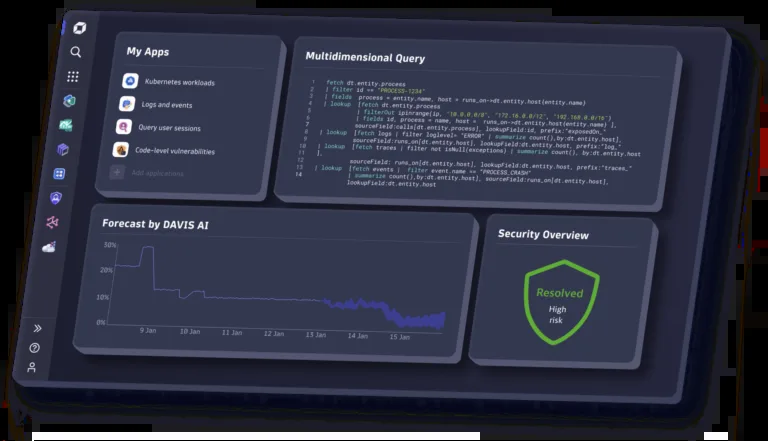 My Apps
Kubernetes workloads
Logs and events
Query user sessions
Code-level vulnerabilities
Add applications
Multidimensional Query
1 fetch dt.entity.process
2 | filter id == "PROCESS-1234"
3 | fields process = entity.name, host = runs_on->dt.entity.host(entity.name)
4 | lookup [fetch dt.entity.process
5 | filterOut ipinrange(ip, "10.0.0.0/8", "172.16.0.0/12", "192.168.0.0/16")
6 | fields id, process = name, host = runs_on->dt.entity.host(entity.name) ],
7 sourceField:calls[dt.entity.process], lookupField:id, prefix:"exposedOn_"
8 | lookup [fetch logs | filter loglevel= "ERROR" | summarize count(),by:dt.entity.host],
9 sourceField:runs_on[dt.entity.host], lookupField:dt.entity.host, prefix:"log_"
10 | lookup [fetch traces | filter not isNull(exceptions) | summarize count(), by:dt.entity.host
11 ],
12 sourceField: runs_on[dt.entity.host], lookupField:dt.entity.host, prefix:"traces_"
13 | lookup [fetch events | filter event.name == "PROCESS_CRASH"
14 | summarize count(),by:dt.entity.host], sourceField:runs_on[dt.entity.host],
lookupField:dt.entity.host
Forecast by DAVIS AI
50%
20%
10%
0%
9 Jan
10 Jan
11 Jan
12 Jan
13 Jan
14 Jan
15 Jan
Security Overview
Resolved
High
risk